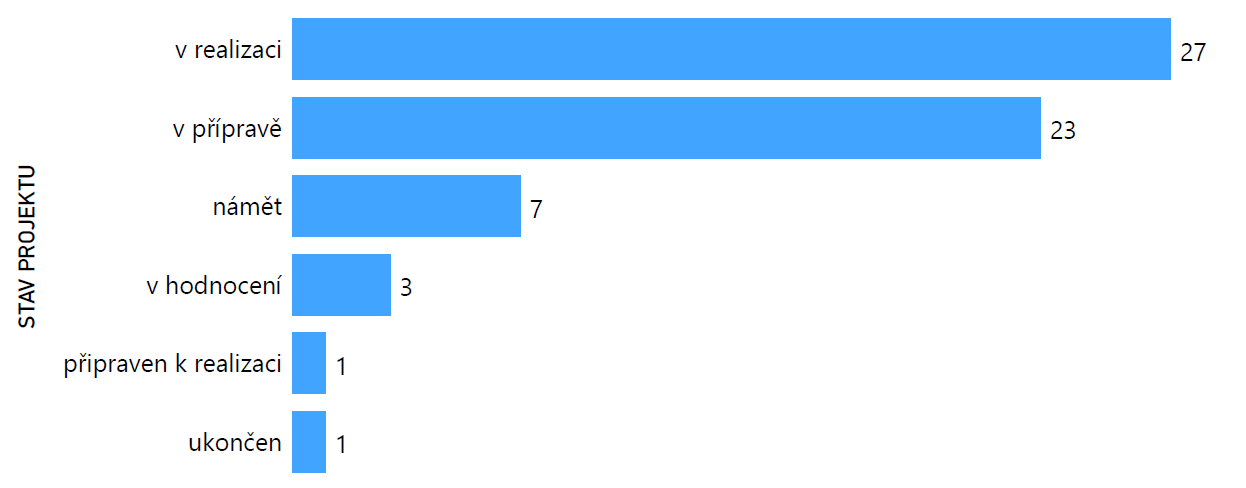 STAV PROJEKTU
v realizaci 27
v přípravě 23
námět 7
v hodnocení 3
připraven k realizaci 1
ukončen 1